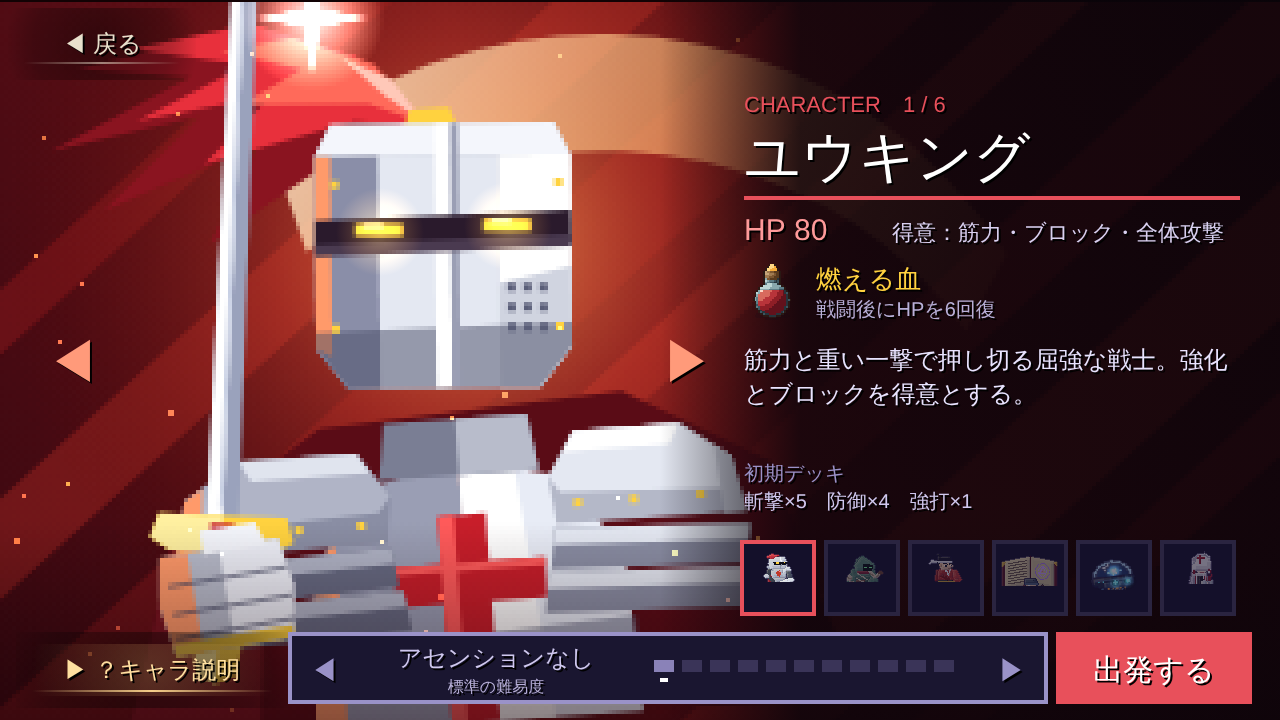 ◀ 戻る
CHARACTER 1 / 6
ユウキング
HP 80 得意：筋力・ブロック・全体攻撃
燃える血
戦闘後にHPを6回復
筋力と重い一撃で押し切る屈強な戦士。強化
とブロックを得意とする。
初期デッキ
斬撃×5 防御×4 強打×1
▶ ？キャラ説明
アセンションなし
標準の難易度
出発する